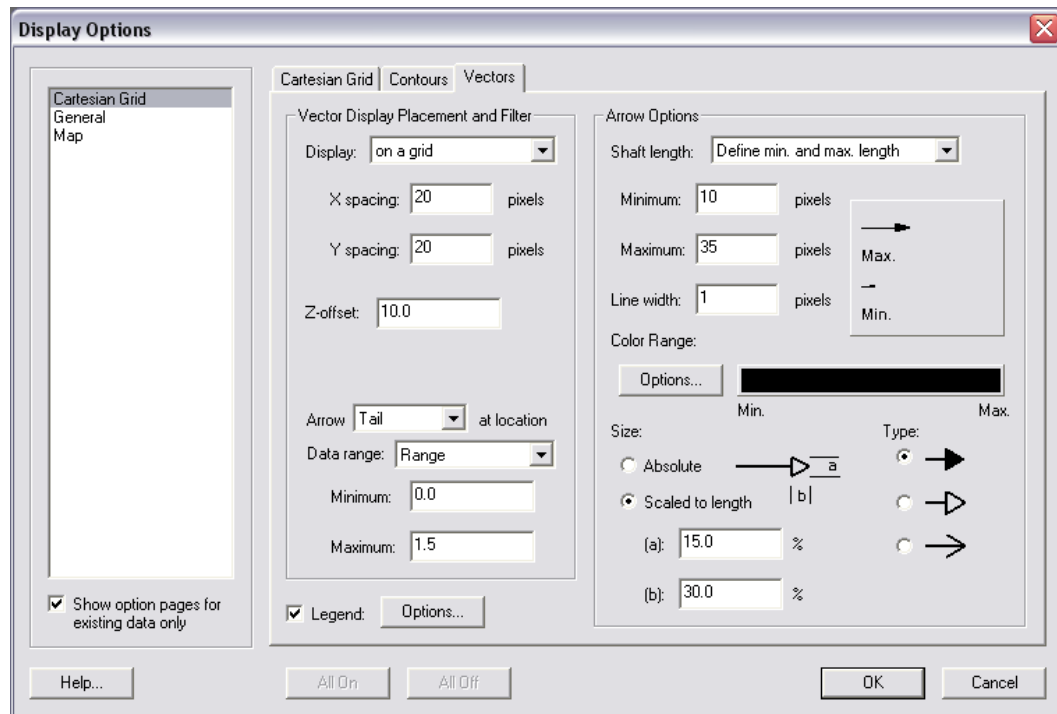 Display Options
Cartesian Grid
General
Map
Show option pages for
existing data only
Cartesian Grid
Contours
Vectors
Vector Display Placement and Filter
Display: on a grid
X spacing: 20 pixels
Y spacing: 20 pixels
Z-offset: 10.0
Arrow Tail at location
Data range: Range
Minimum: 0.0
Maximum: 1.5
Legend: Options...
Arrow Options
Shaft length: Define min. and max. length
Minimum: 10 pixels
Maximum: 35 pixels
Line width: 1 pixels
Max.
Min.
Color Range:
Options...
Min. Max.
Size:
Absolute
a
|b|
Scaled to length
(a): 15.0 %
(b): 30.0 %
Type:
Help...
All On
All Off
OK
Cancel